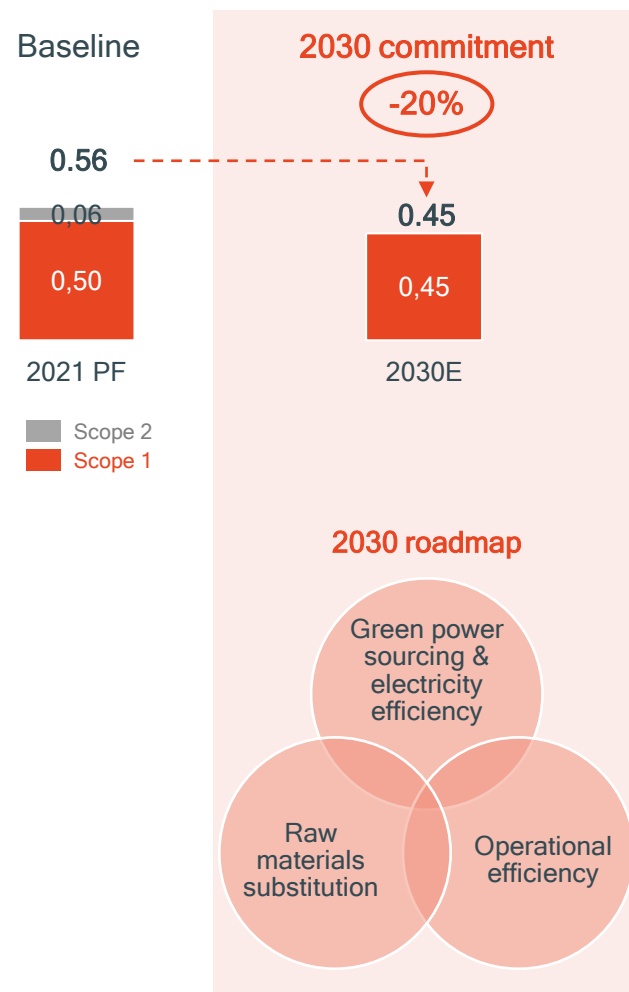 Baseline
2030 commitment
-20%
0.56
0.45
0,06
0,50
0,45
2021 PF
2030E
Scope 2
Scope 1
2030 roadmap
Green power
sourcing &
electricity
efficiency
Raw
materials
substitution
Operational
efficiency